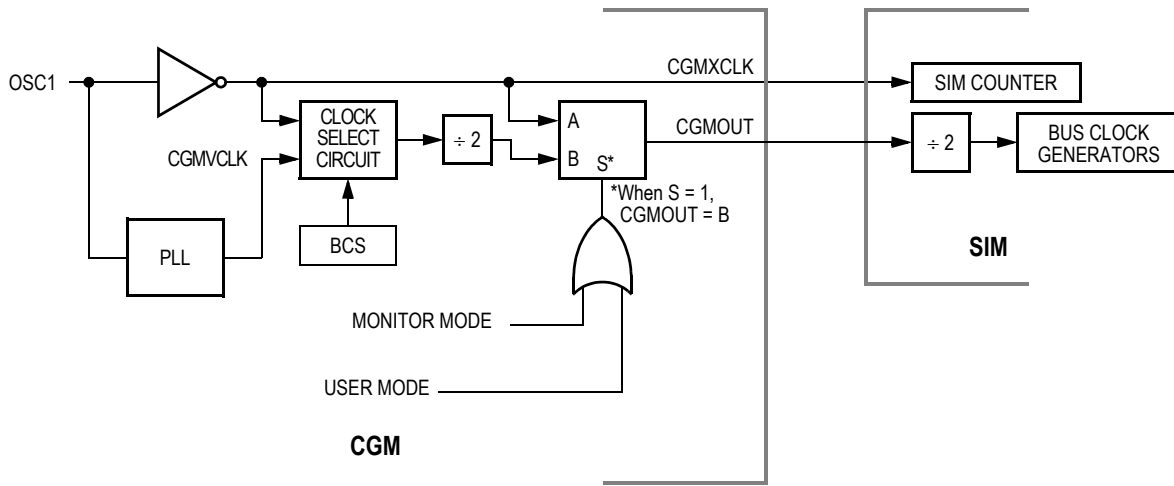 OSC1
CGMXCLK
SIM COUNTER
CLOCK
SELECT
CIRCUIT
÷ 2
A
B
S*
CGMOUT
÷ 2
BUS CLOCK
GENERATORS
CGMVCLK
*When S = 1,
CGMOUT = B
BCS
PLL
SIM
MONITOR MODE
USER MODE
CGM